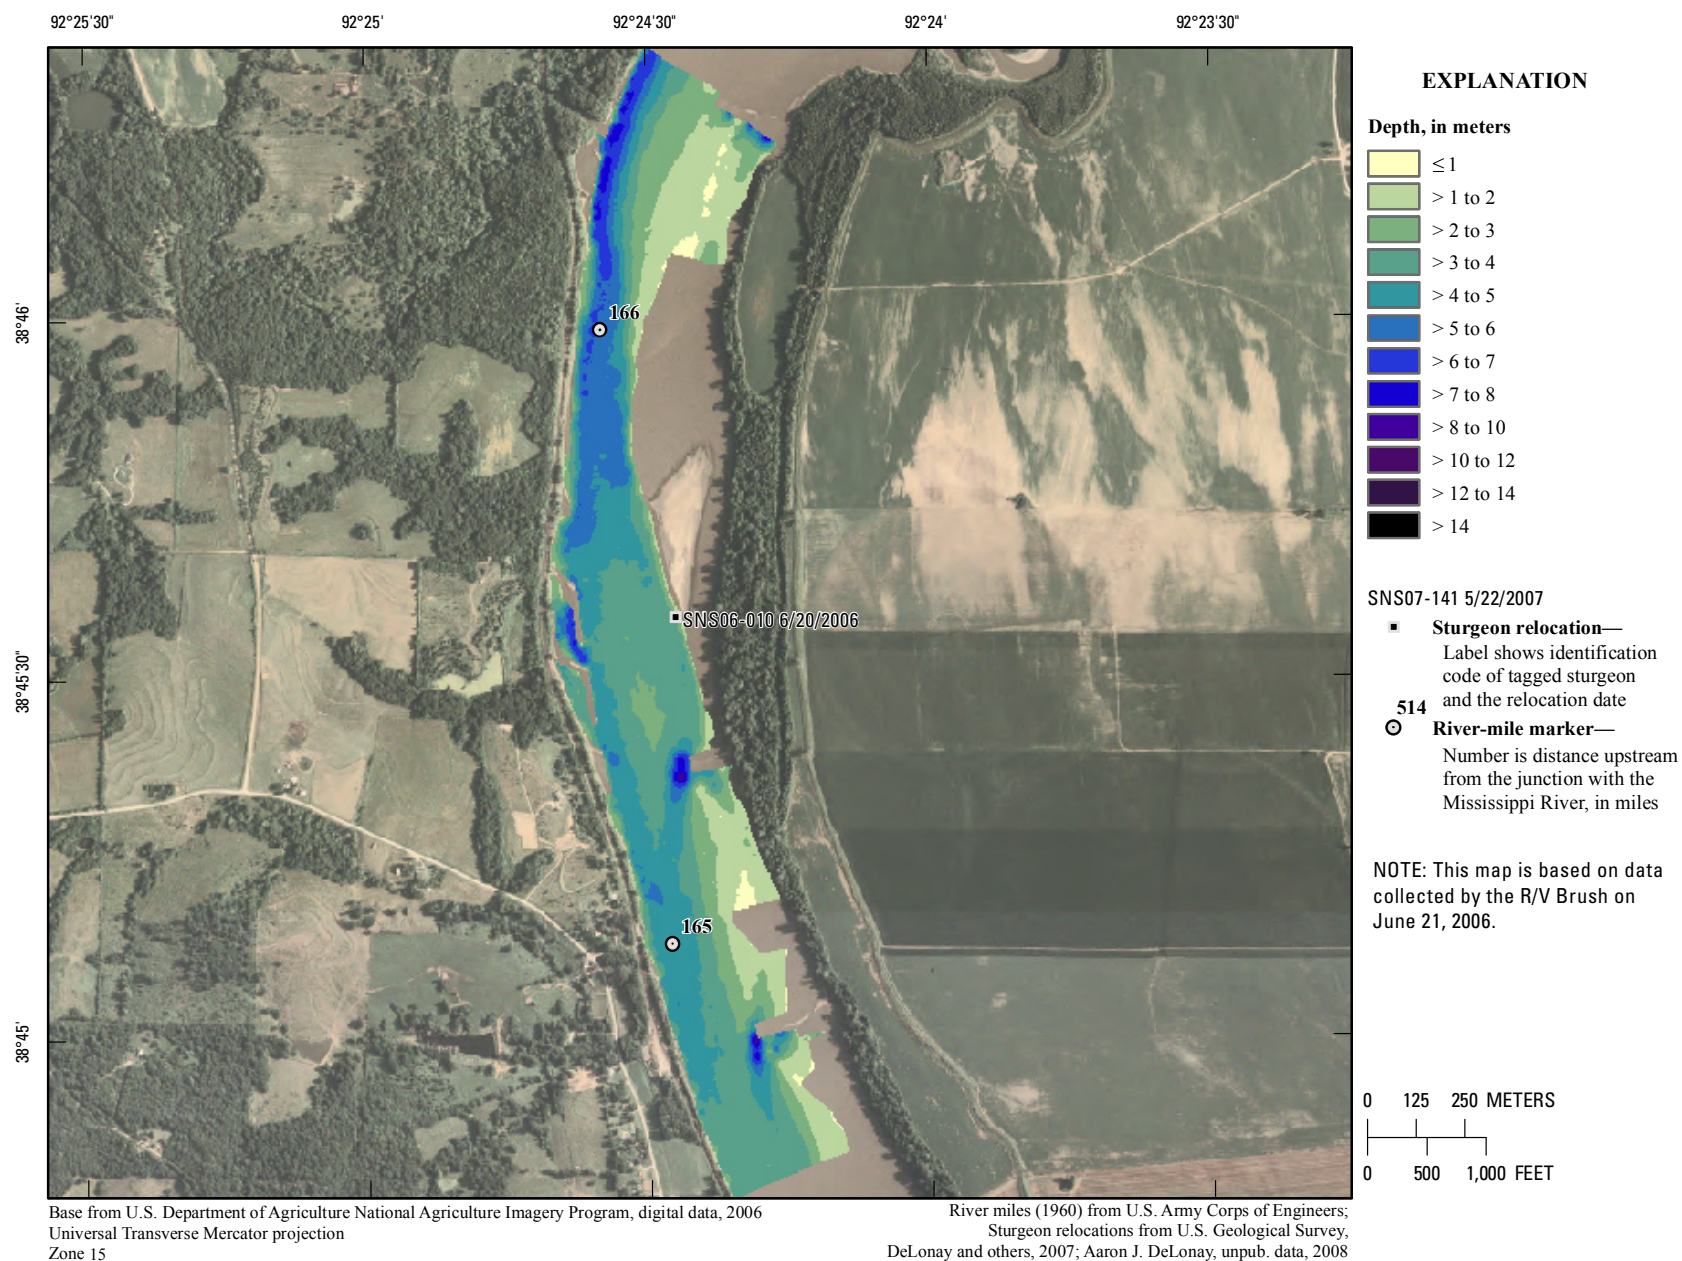 92°25'30" 92°25' 92°24'30" 92°24' 92°23'30"
38°46'
38°45'30"
38°45'
166
SNS06-010 6/20/2006
165
EXPLANATION
Depth, in meters
≤ 1
> 1 to 2
> 2 to 3
> 3 to 4
> 4 to 5
> 5 to 6
> 6 to 7
> 7 to 8
> 8 to 10
> 10 to 12
> 12 to 14
> 14
SNS07-141 5/22/2007
Sturgeon relocation—
Label shows identification
code of tagged sturgeon
and the relocation date
514
River-mile marker—
Number is distance upstream
from the junction with the
Mississippi River, in miles
NOTE: This map is based on data
collected by the R/V Brush on
June 21, 2006.
0 125 250 METERS
0 500 1,000 FEET
Base from U.S. Department of Agriculture National Agriculture Imagery Program, digital data, 2006
Universal Transverse Mercator projection
Zone 15
River miles (1960) from U.S. Army Corps of Engineers;
Sturgeon relocations from U.S. Geological Survey,
DeLonay and others, 2007; Aaron J. DeLonay, unpub. data, 2008